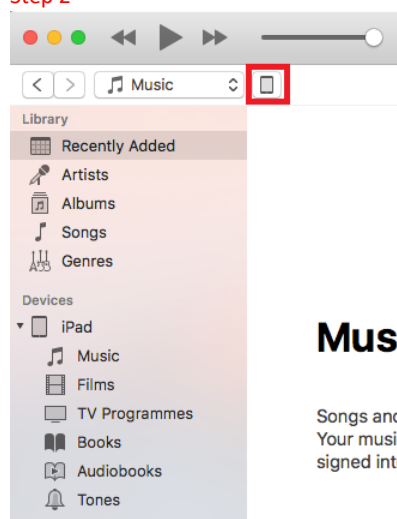 Step 2
Music
Library
Recently Added
Artists
Albums
Songs
Genres
Devices
iPad
Music
Films
TV Programmes
Books
Audiobooks
Tones
Mus
Songs and
Your musi
signed int